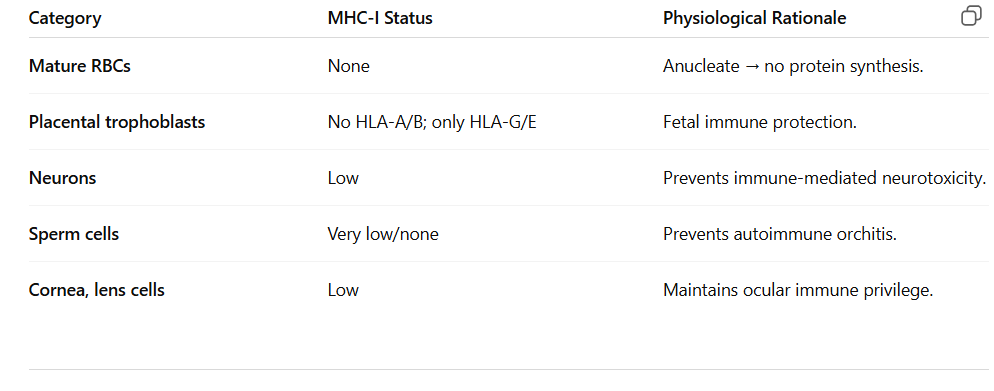 Category MHC-I Status Physiological Rationale
Mature RBCs None Anucleate → no protein synthesis.
Placental trophoblasts No HLA-A/B; only HLA-G/E Fetal immune protection.
Neurons Low Prevents immune-mediated neurotoxicity.
Sperm cells Very low/none Prevents autoimmune orchitis.
Cornea, lens cells Low Maintains ocular immune privilege.